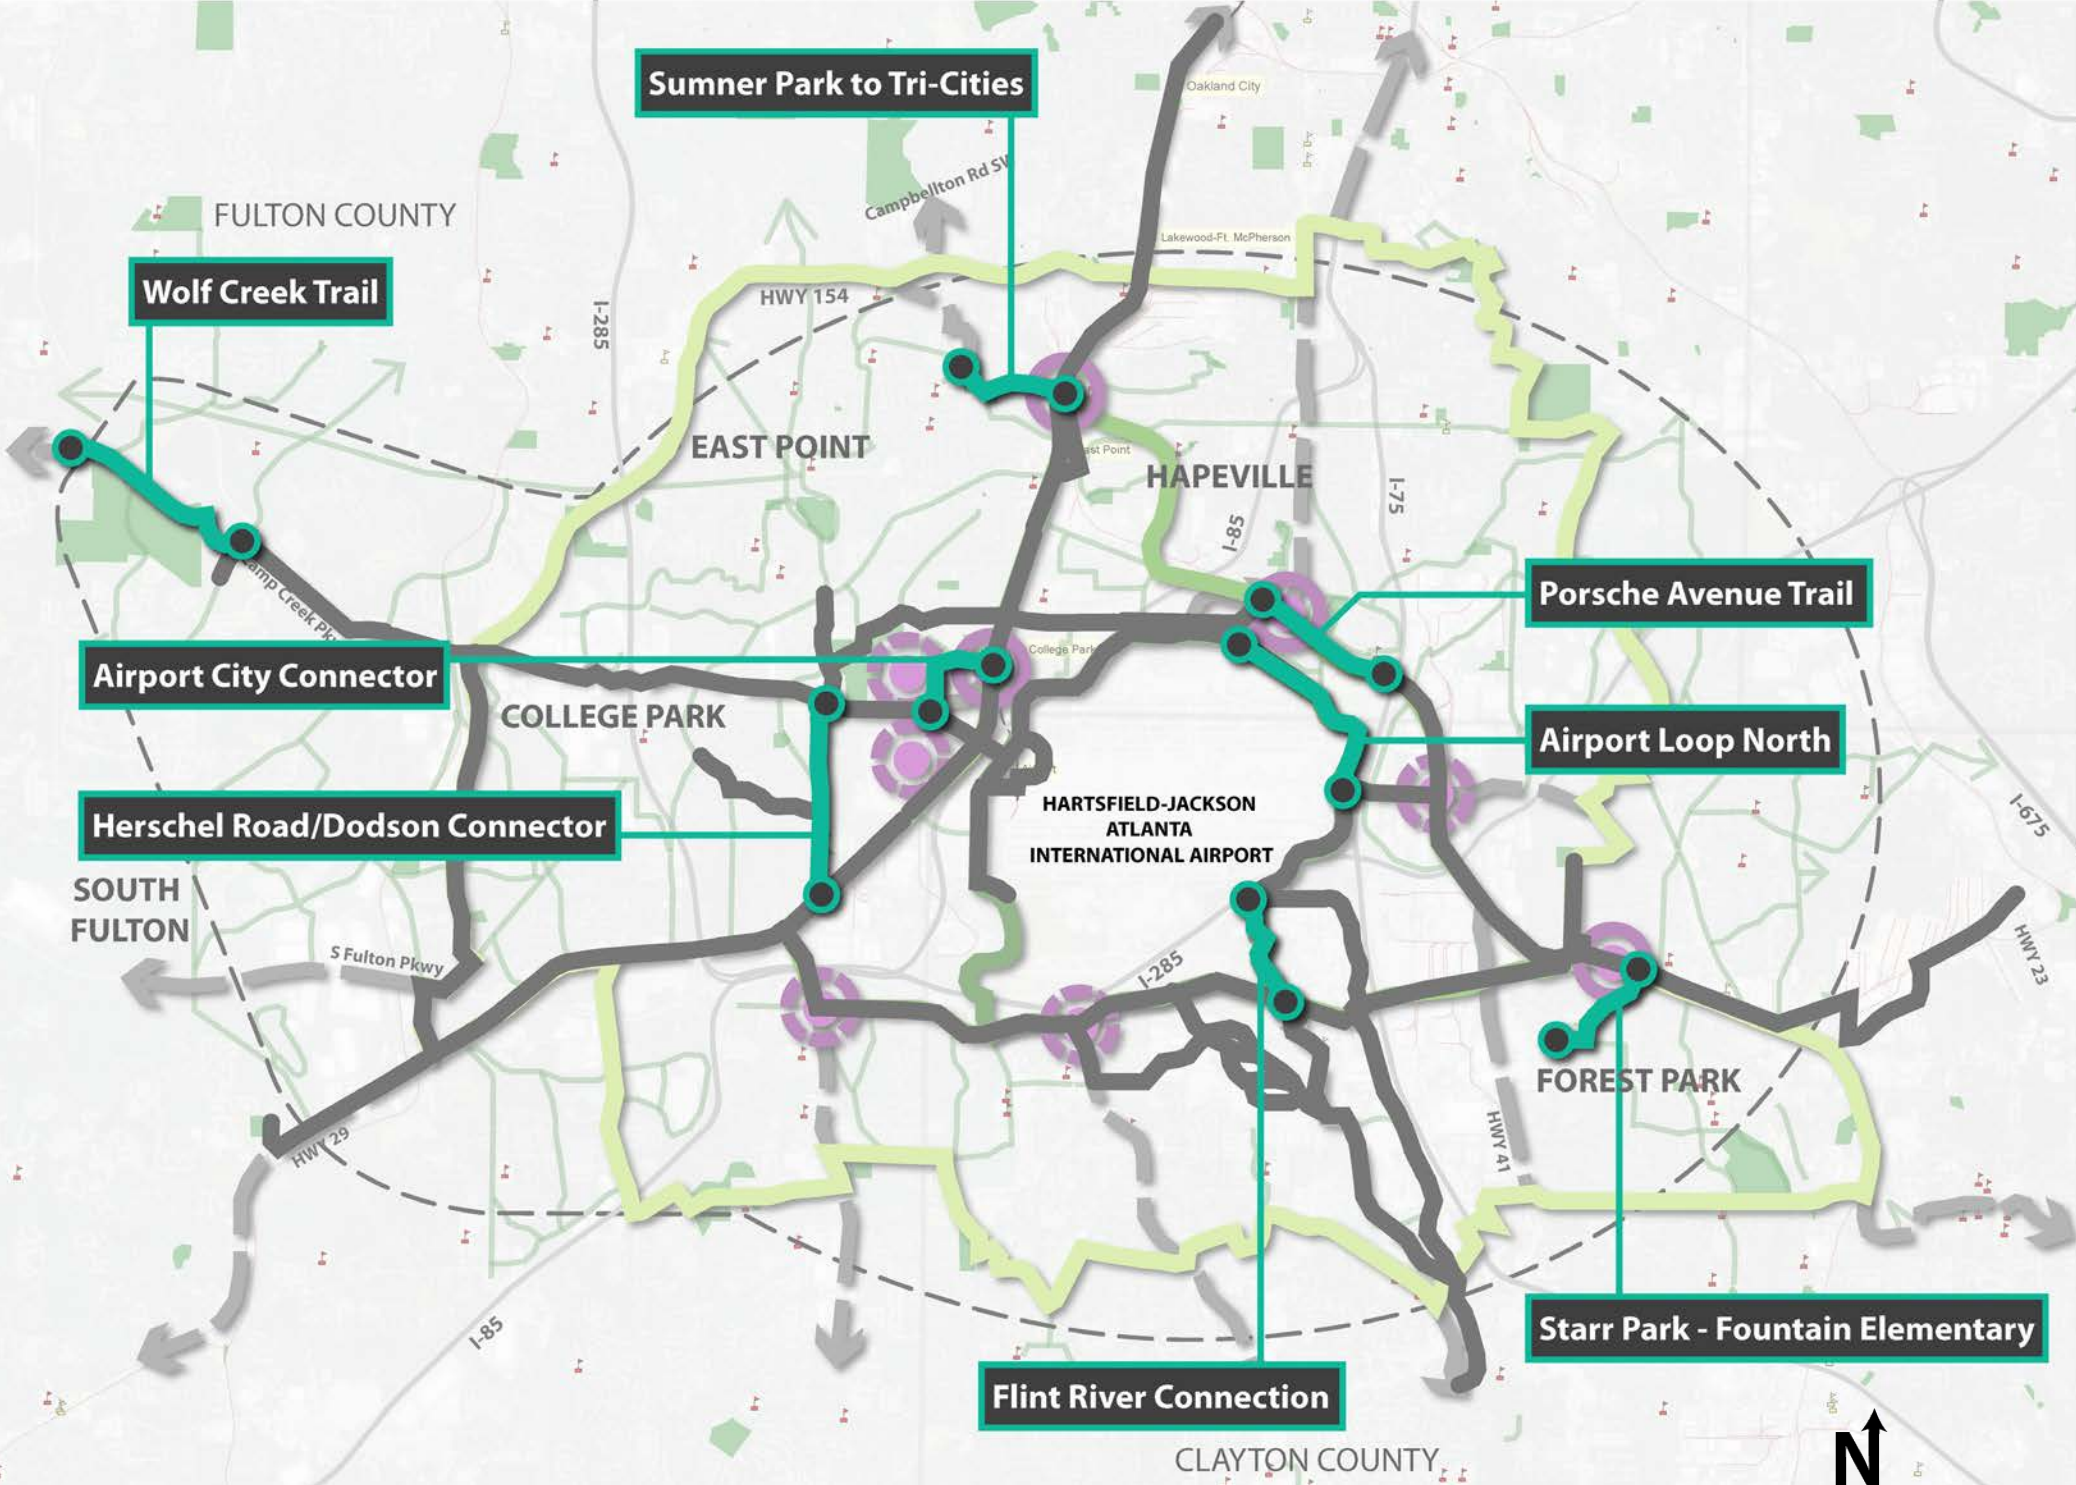 Oakland City
Sumner Park to Tri-Cities
Campbellton Rd SW
FULTON COUNTY
Lakewood-Ft. McPherson
Wolf Creek Trail
HWY 154
I-285
EAST POINT
HAPEVILLE
I-75
I-85
Porsche Avenue Trail
Camp Creek Pkwy
College Park
Airport City Connector
COLLEGE PARK
Airport Loop North
HARTSFIELD-JACKSON
ATLANTA
INTERNATIONAL AIRPORT
Herschel Road/Dodson Connector
I-675
SOUTH
FULTON
S Fulton Pkwy
I-285
HWY 23
FOREST PARK
HWY 41
HWY 29
I-85
Starr Park - Fountain Elementary
Flint River Connection
CLAYTON COUNTY
N